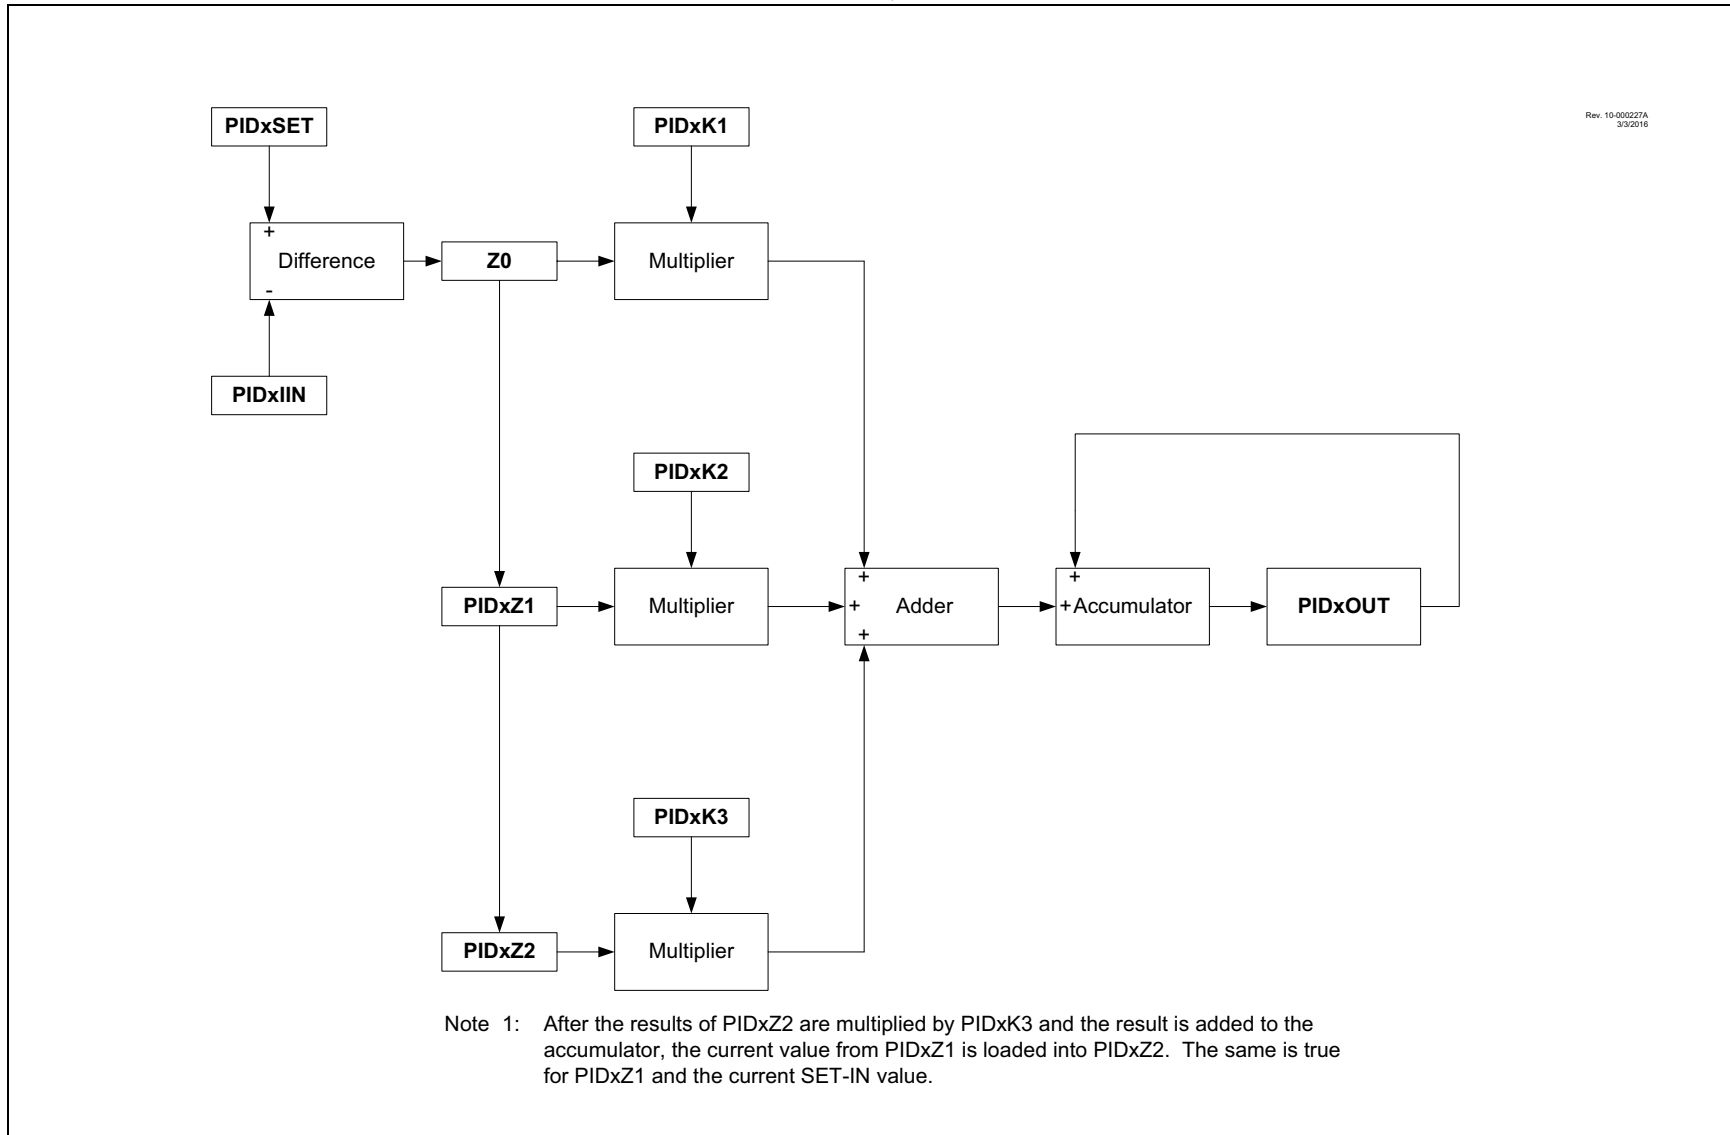 PIDxSET
PIDxK1
Rev. 10-000227A
3/3/2016
+
Difference
-
Z0
Multiplier
PIDxIIN
PIDxK2
PIDxZ1
Multiplier
+
+
+
Adder
+
+
Accumulator
PIDxOUT
PIDxK3
PIDxZ2
Multiplier
Note 1: After the results of PIDxZ2 are multiplied by PIDxK3 and the result is added to the
accumulator, the current value from PIDxZ1 is loaded into PIDxZ2. The same is true
for PIDxZ1 and the current SET-IN value.